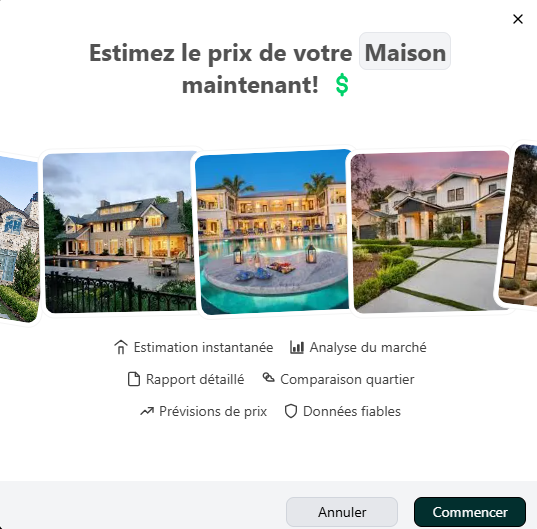 Estimez le prix de votre Maison
maintenant! $
Estimation instantanée Analyse du marché
Rapport détaillé Comparaison quartier
Prévisions de prix Données fiables
Annuler Commencer